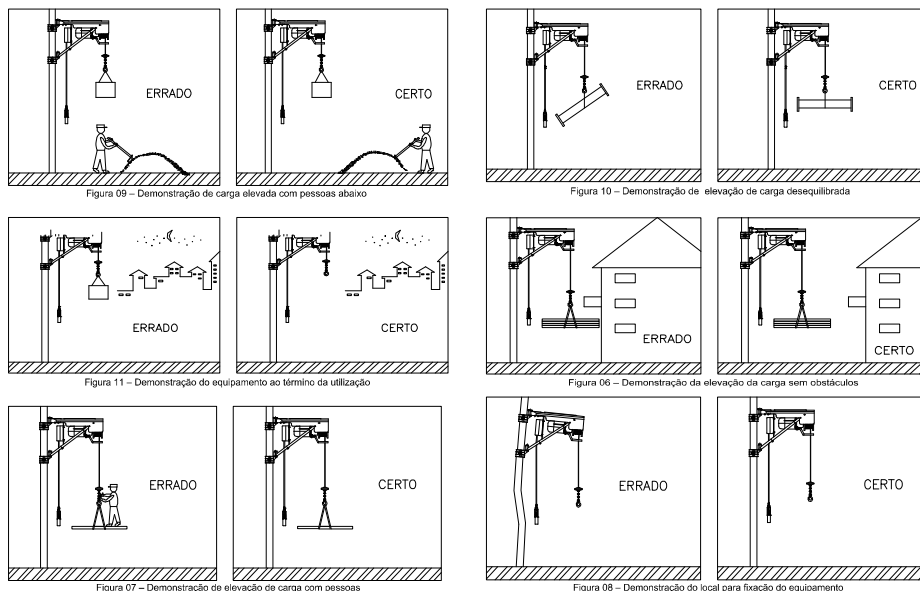 ERRADO
CERTO
Figura 09 – Demonstração de carga elevada com pessoas abaixo
ERRADO
CERTO
Figura 10 – Demonstração de elevação de carga desequilibrada
ERRADO
CERTO
Figura 11 – Demonstração do equipamento ao término da utilização
ERRADO
CERTO
Figura 06 – Demonstração da elevação da carga sem obstáculos
ERRADO
CERTO
Figura 07 – Demonstração de elevação de carga com pessoas
ERRADO
CERTO
Figura 08 – Demonstração do local para fixação do equipamento